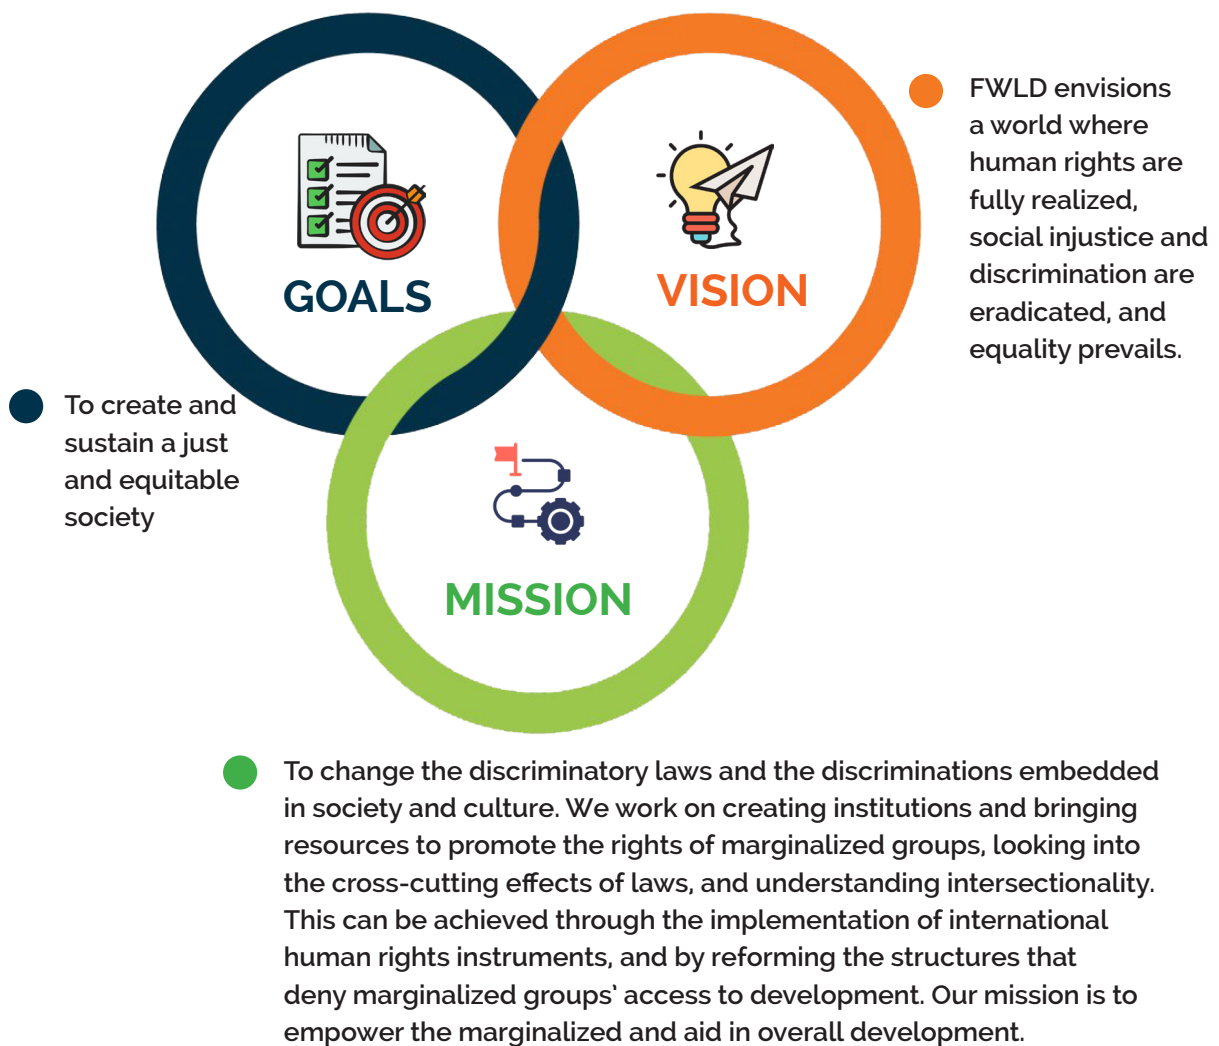 GOALS
VISION
FWLD envisions
a world where
human rights are
fully realized,
social injustice and
discrimination are
eradicated, and
equality prevails.
To create and
sustain a just
and equitable
society
MISSION
To change the discriminatory laws and the discriminations embedded
in society and culture. We work on creating institutions and bringing
resources to promote the rights of marginalized groups, looking into
the cross-cutting effects of laws, and understanding intersectionality.
This can be achieved through the implementation of international
human rights instruments, and by reforming the structures that
deny marginalized groups’ access to development. Our mission is to
empower the marginalized and aid in overall development.